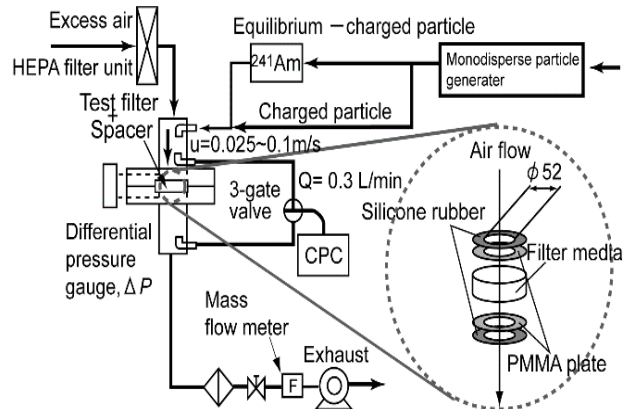 Excess air
HEPA filter unit
Equilibrium－charged particle
241Am
Monodisperse particle
generater
Charged particle
Test filter
+
Spacer
u=0.025~0.1m/s
Q= 0.3 L/min
3-gate
valve
CPC
Differential
pressure
gauge, ΔP
Mass
flow meter
F
Exhaust
Air flow
ϕ52
Silicone rubber
Filter media
PMMA plate